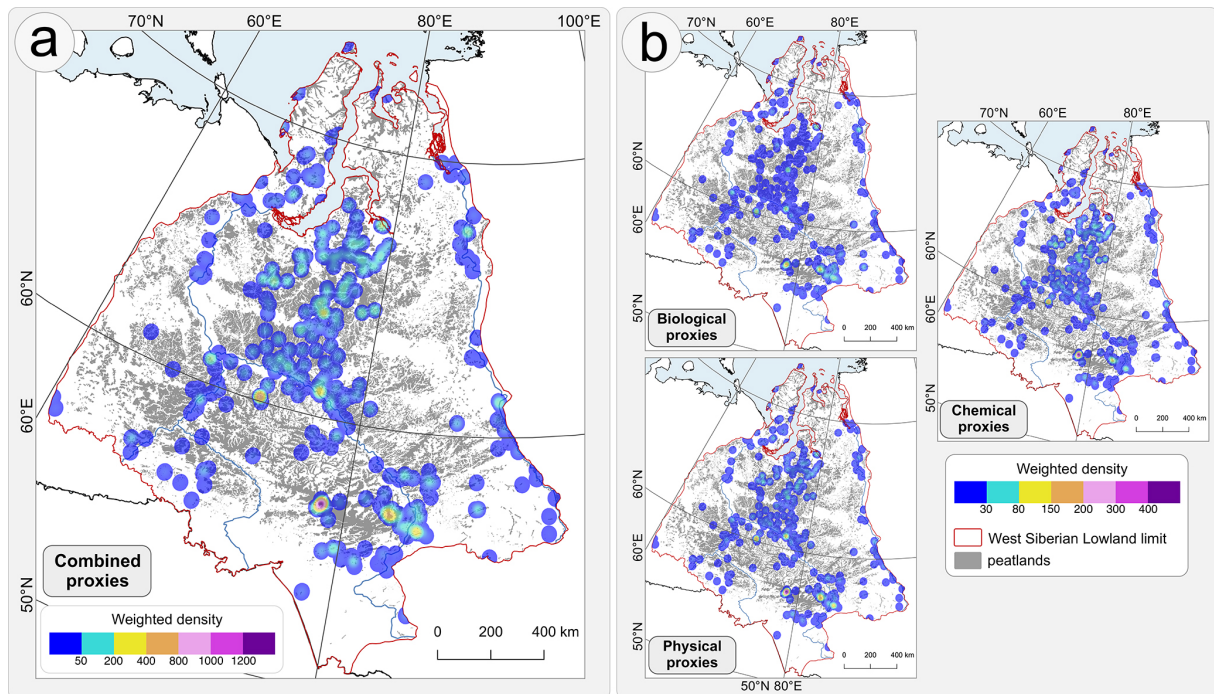 a
70°N
60°E
80°E
100°E
60°N
60°E
50°N
Combined
proxies
Weighted density
50 200 400 800 1000 1200
0 200 400 km
b
70°N
60°E
80°E
60°N
60°E
50°N
Biological
proxies
0 200 400 km
60°N
60°E
50°N
Physical
proxies
0 200 400 km
50°N 80°E
70°N
60°E
80°E
60°N
60°E
50°N
Chemical
proxies
0 200 400 km
Weighted density
30 80 150 200 300 400
West Siberian Lowland limit
peatlands